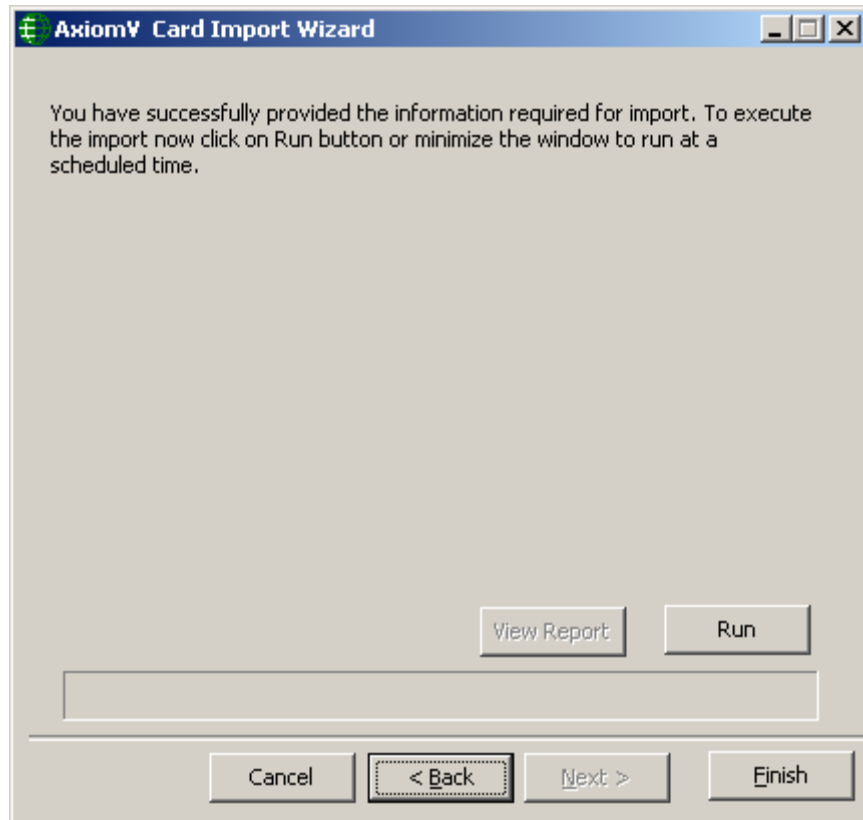 AxiomV Card Import Wizard
You have successfully provided the information required for import. To execute
the import now click on Run button or minimize the window to run at a
scheduled time.
View Report
Run
Cancel
< Back
Next >
Finish